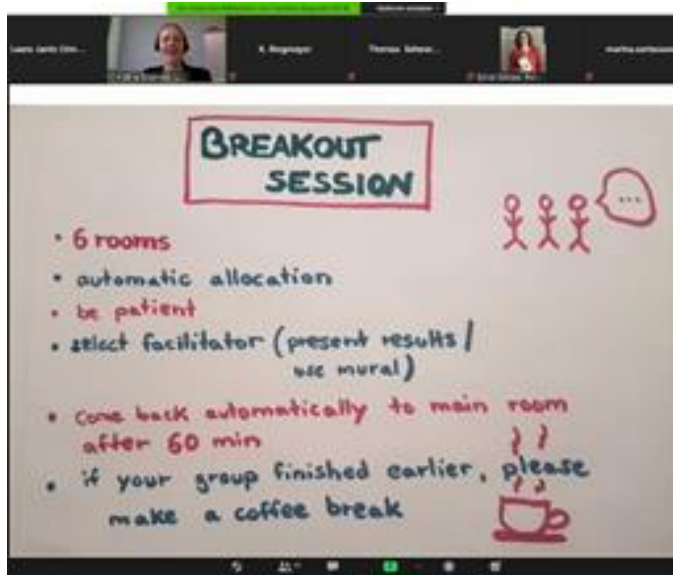 BREAKOUT
SESSION
...
• 6 rooms
• automatic allocation
• be patient
• select facilitator (present results /
use mural)
• come back automatically to main room
after 60 min
• if your group finished earlier, please
make a coffee break